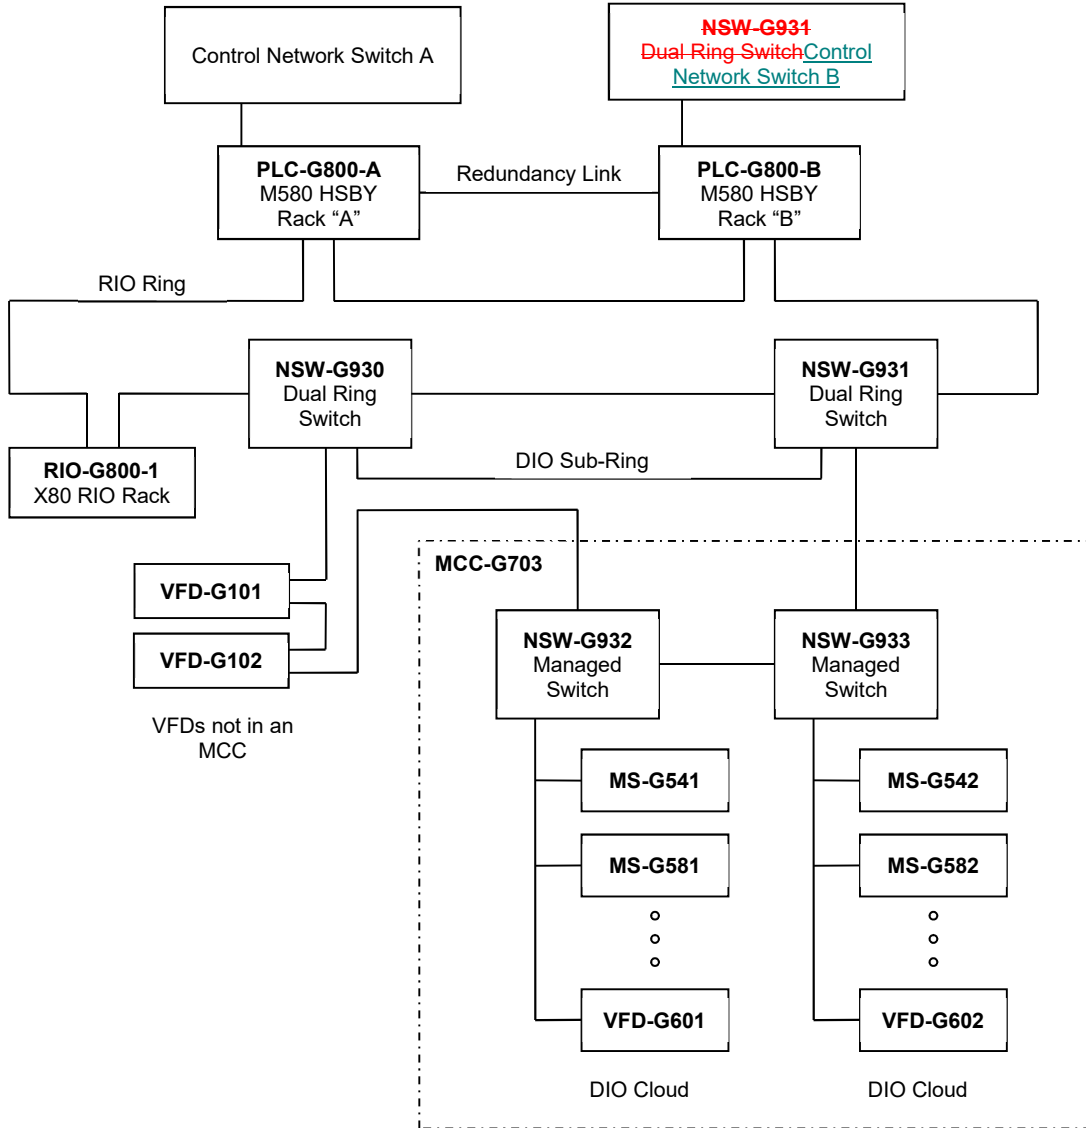 Control Network Switch A
NSW-G931
Dual Ring SwitchControl
Network Switch B
PLC-G800-A
M580 HSBY
Rack “A”
Redundancy Link
PLC-G800-B
M580 HSBY
Rack “B”
RIO Ring
NSW-G930
Dual Ring
Switch
NSW-G931
Dual Ring
Switch
RIO-G800-1
X80 RIO Rack
DIO Sub-Ring
MCC-G703
VFD-G101
VFD-G102
VFDs not in an
MCC
NSW-G932
Managed
Switch
NSW-G933
Managed
Switch
MS-G541
MS-G542
MS-G581
MS-G582
VFD-G601
VFD-G602
DIO Cloud
DIO Cloud